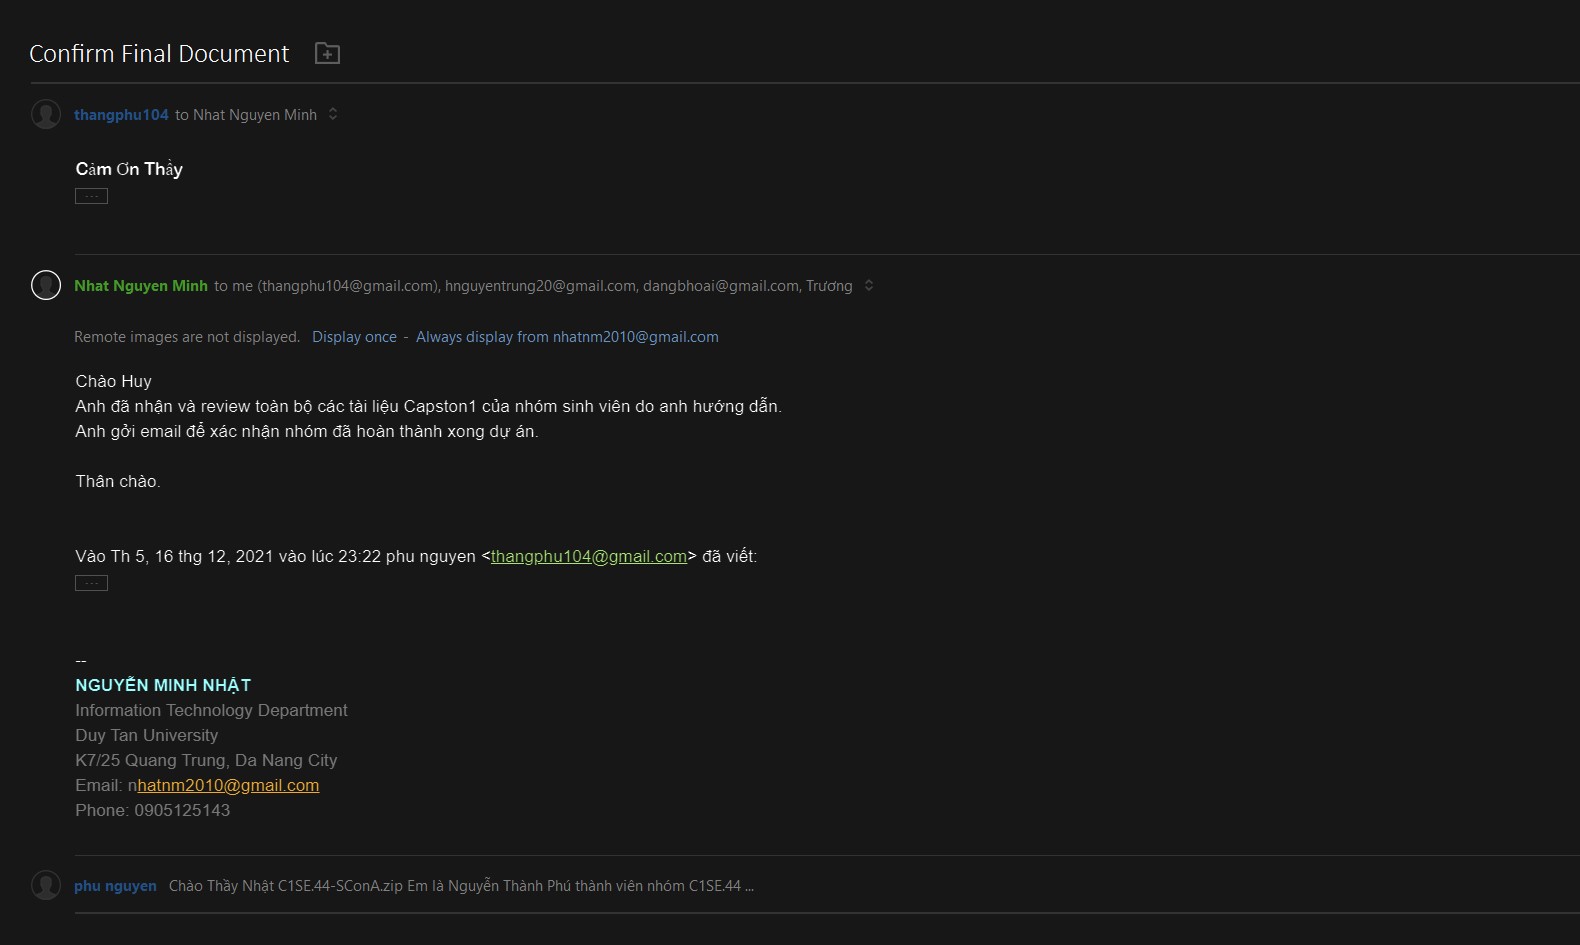 Confirm Final Document
thangphu104 to Nhat Nguyen Minh
Cảm Ơn Thầy
...
Nhat Nguyen Minh to me (thangphu104@gmail.com), hnguyentrung20@gmail.com, dangbhoai@gmail.com, Trương
Remote images are not displayed. Display once - Always display from nhatnm2010@gmail.com
Chào Huy
Anh đã nhận và review toàn bộ các tài liệu Capston1 của nhóm sinh viên do anh hướng dẫn.
Anh gởi email để xác nhận nhóm đã hoàn thành xong dự án.
Thân chào.
Vào Th 5, 16 thg 12, 2021 vào lúc 23:22 phu nguyen <thangphu104@gmail.com> đã viết:
...
--
NGUYỄN MINH NHẬT
Information Technology Department
Duy Tan University
K7/25 Quang Trung, Da Nang City
Email: nhatnm2010@gmail.com
Phone: 0905125143
phu nguyen Chào Thầy Nhật C1SE.44-SConA.zip Em là Nguyễn Thành Phú thành viên nhóm C1SE.44 ...